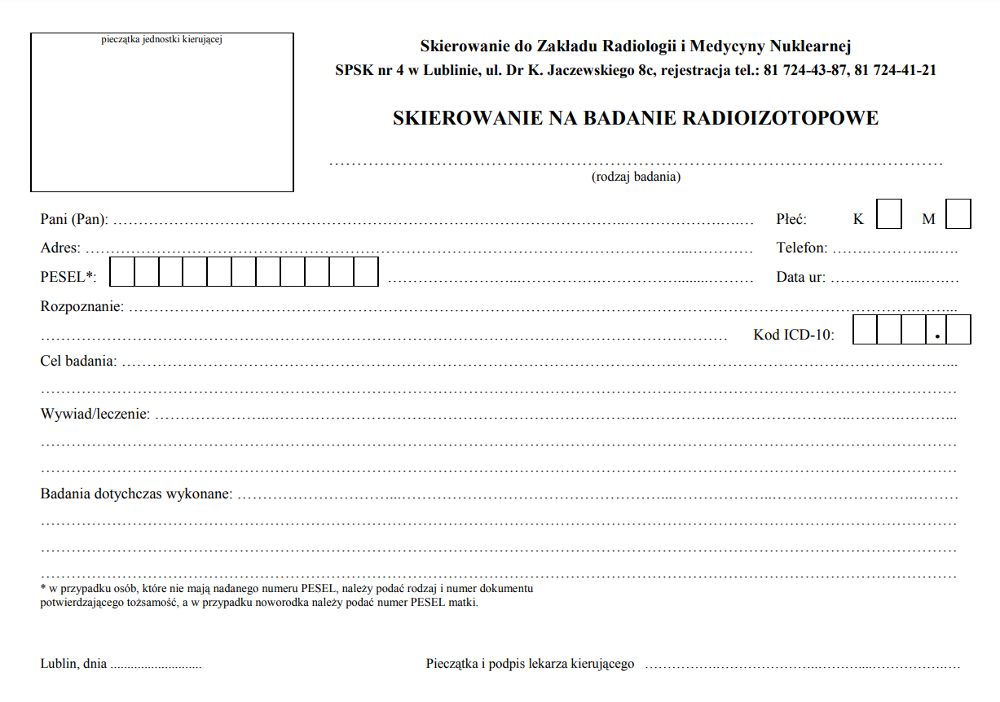 pieczątka jednostki kierującej
Skierowanie do Zakładu Radiologii i Medycyny Nuklearnej
SPSK nr 4 w Lublinie, ul. Dr K. Jaczewskiego 8c, rejestracja tel.: 81 724-43-87, 81 724-41-21
SKIEROWANIE NA BADANIE RADIOIZOTOPOWE
(rodzaj badania)
Pani (Pan): Płeć: K M
Adres: Telefon:
PESEL*: Data ur:
Rozpoznanie:
Kod ICD-10: .
Cel badania:
Wywiad/leczenie:
Badania dotychczas wykonane:
* w przypadku osób, które nie mają nadanego numeru PESEL, należy podać rodzaj i numer dokumentu
potwierdzającego tożsamość, a w przypadku noworodka należy podać numer PESEL matki.
Lublin, dnia ........................... Pieczątka i podpis lekarza kierującego